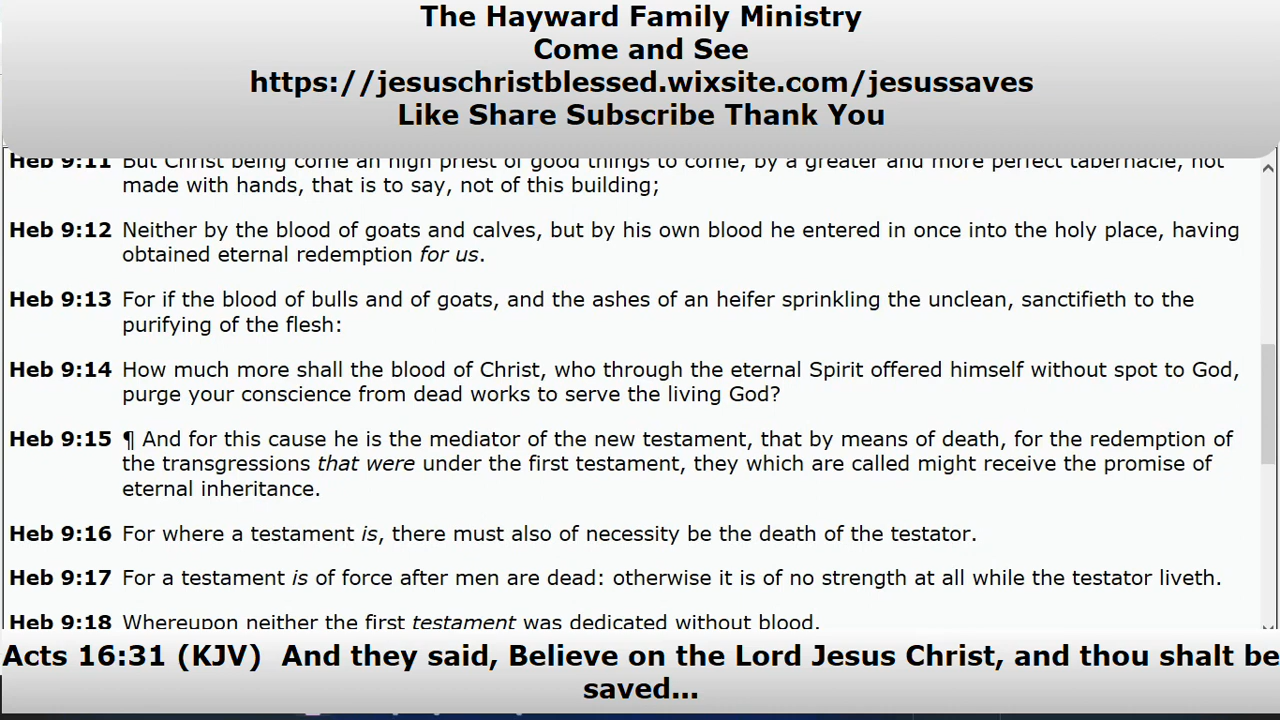 The Hayward Family Ministry
Come and See
https://jesuschristblessed.wixsite.com/jesussaves
Like Share Subscribe Thank You
Heb 9:11 But Christ being come an high priest of good things to come, by a greater and more perfect tabernacle, not
made with hands, that is to say, not of this building;
Heb 9:12 Neither by the blood of goats and calves, but by his own blood he entered in once into the holy place, having
obtained eternal redemption for us.
Heb 9:13 For if the blood of bulls and of goats, and the ashes of an heifer sprinkling the unclean, sanctifieth to the
purifying of the flesh:
Heb 9:14 How much more shall the blood of Christ, who through the eternal Spirit offered himself without spot to God,
purge your conscience from dead works to serve the living God?
Heb 9:15 ¶ And for this cause he is the mediator of the new testament, that by means of death, for the redemption of
the transgressions that were under the first testament, they which are called might receive the promise of
eternal inheritance.
Heb 9:16 For where a testament is, there must also of necessity be the death of the testator.
Heb 9:17 For a testament is of force after men are dead: otherwise it is of no strength at all while the testator liveth.
Heb 9:18 Whereupon neither the first testament was dedicated without blood.
Acts 16:31 (KJV)  And they said, Believe on the Lord Jesus Christ, and thou shalt be
saved...